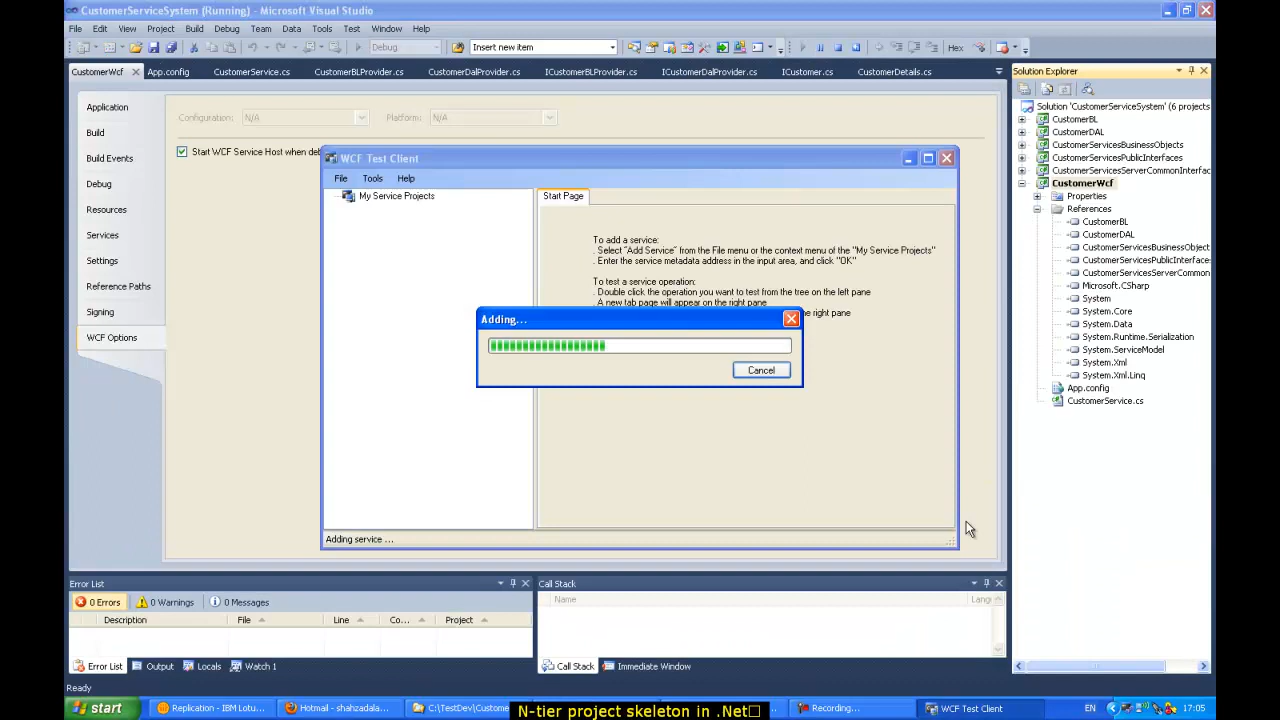 CustomerServiceSystem (Running) - Microsoft Visual Studio
File Edit View Project Build Debug Team Data Tools Test Window Help
Debug Insert new item Hex
CustomerWcf App.config CustomerService.cs CustomerBLProvider.cs CustomerDalProvider.cs ICustomerBLProvider.cs ICustomerDalProvider.cs ICustomer.cs CustomerDetails.cs
Application
Build
Build Events
Debug
Resources
Services
Settings
Reference Paths
Signing
WCF Options
Configuration: N/A Platform: N/A
Start WCF Service Host when deb
WCF Test Client
File Tools Help
My Service Projects
Start Page
To add a service:
. Select "Add Service" from the File menu or the context menu of the "My Service Projects"
. Enter the service metadata address in the input area, and click "OK"
To test a service operation:
. Double click the operation you want to test from the tree on the left pane
. A new tab page will appear on the right pane
he right pane
Adding...
Cancel
Adding service ...
Solution Explorer
Solution 'CustomerServiceSystem' (6 projects
CustomerBL
CustomerDAL
CustomerServicesBusinessObjects
CustomerServicesPublicInterfaces
CustomerServicesServerCommonInterfac
CustomerWcf
Properties
References
CustomerBL
CustomerDAL
CustomerServicesBusinessObject
CustomerServicesPublicInterface
CustomerServicesServerCommon
Microsoft.CSharp
System
System.Core
System.Data
System.Runtime.Serialization
System.ServiceModel
System.Xml
System.Xml.Linq
App.config
CustomerService.cs
Error List
0 Errors 0 Warnings 0 Messages
Description File Line Co... Project
Error List Output Locals Watch 1
Call Stack
Name Lang
Call Stack Immediate Window
Ready
start Replication - IBM Lotu... Hotmail - shahzadala... C:\TestDev\Custome Recording... WCF Test Client EN 17:05
N-tier project skeleton in .Net